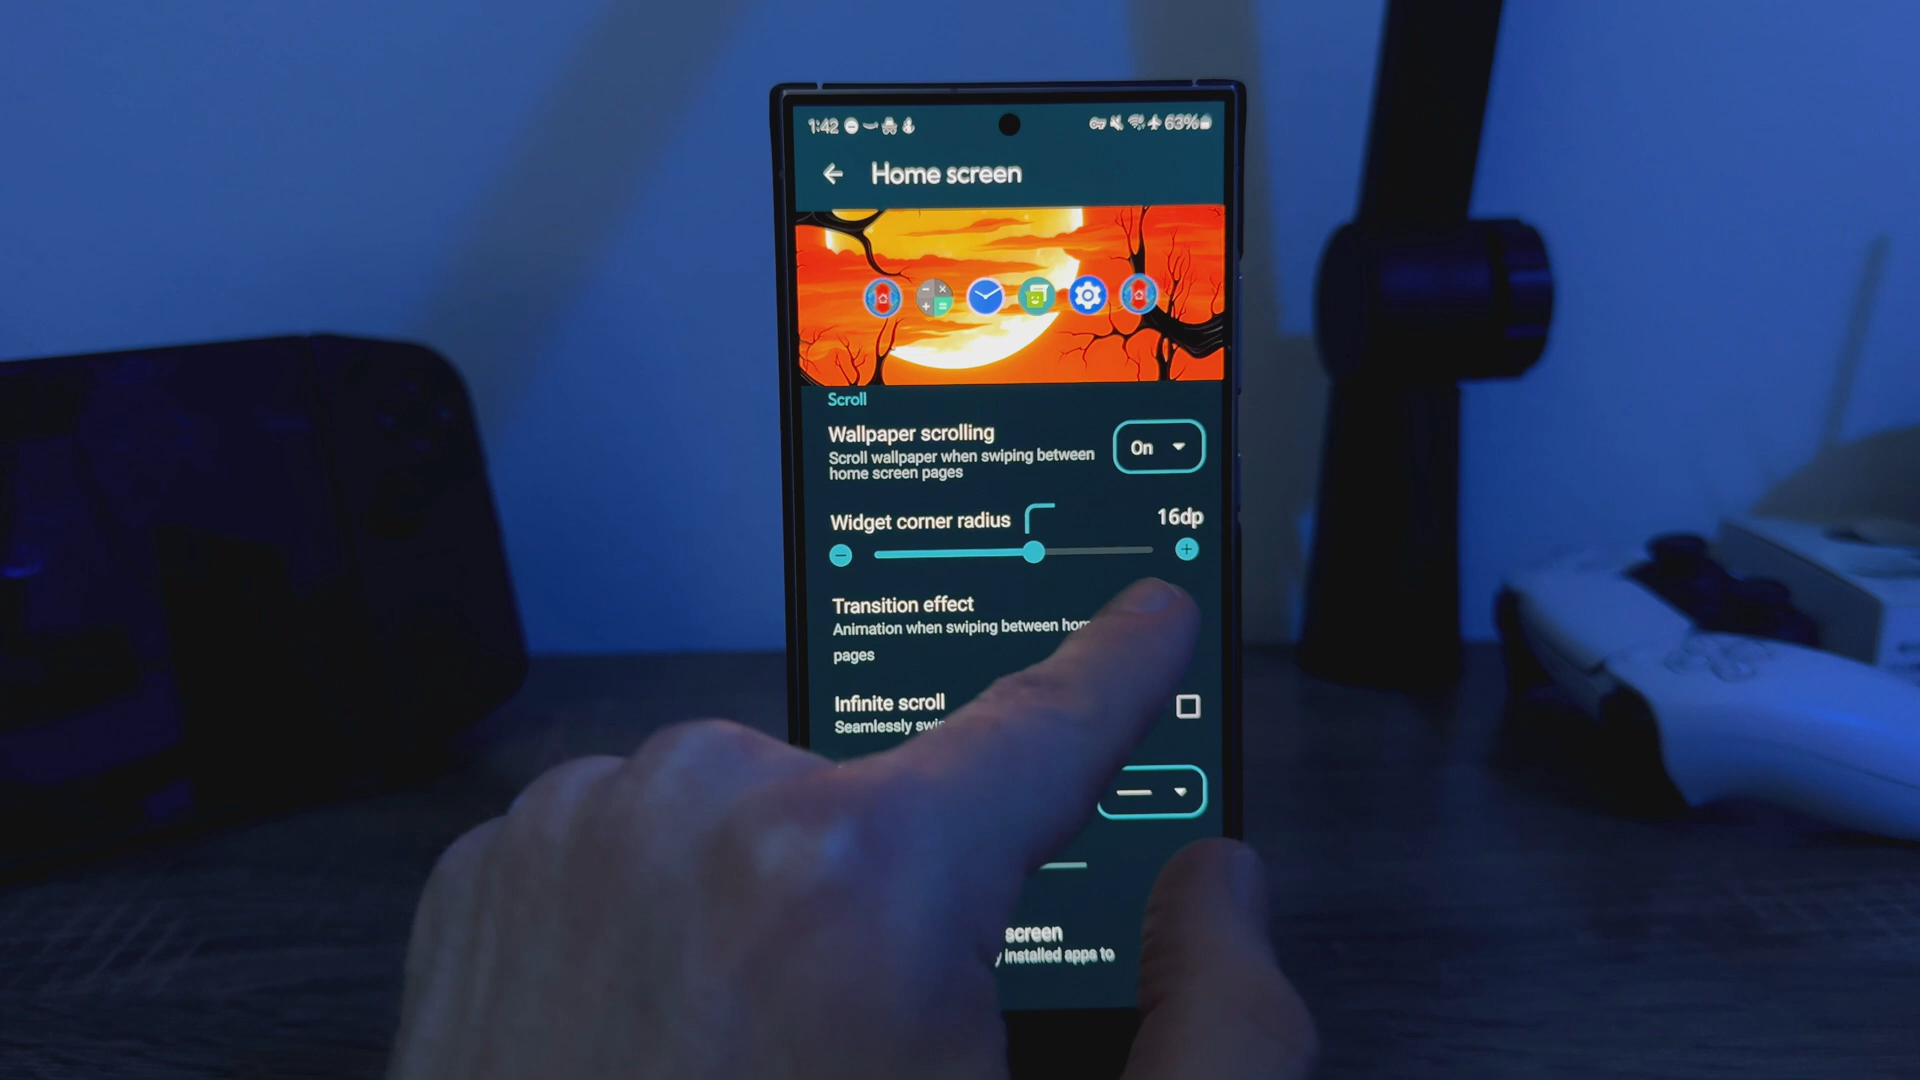 1:42
63%
Home screen
Scroll
Wallpaper scrolling
Scroll wallpaper when swiping between
home screen pages
On
Widget corner radius
16dp
Transition effect
Animation when swiping between
pages
Infinite scroll
Seamlessly
screen
installed apps to